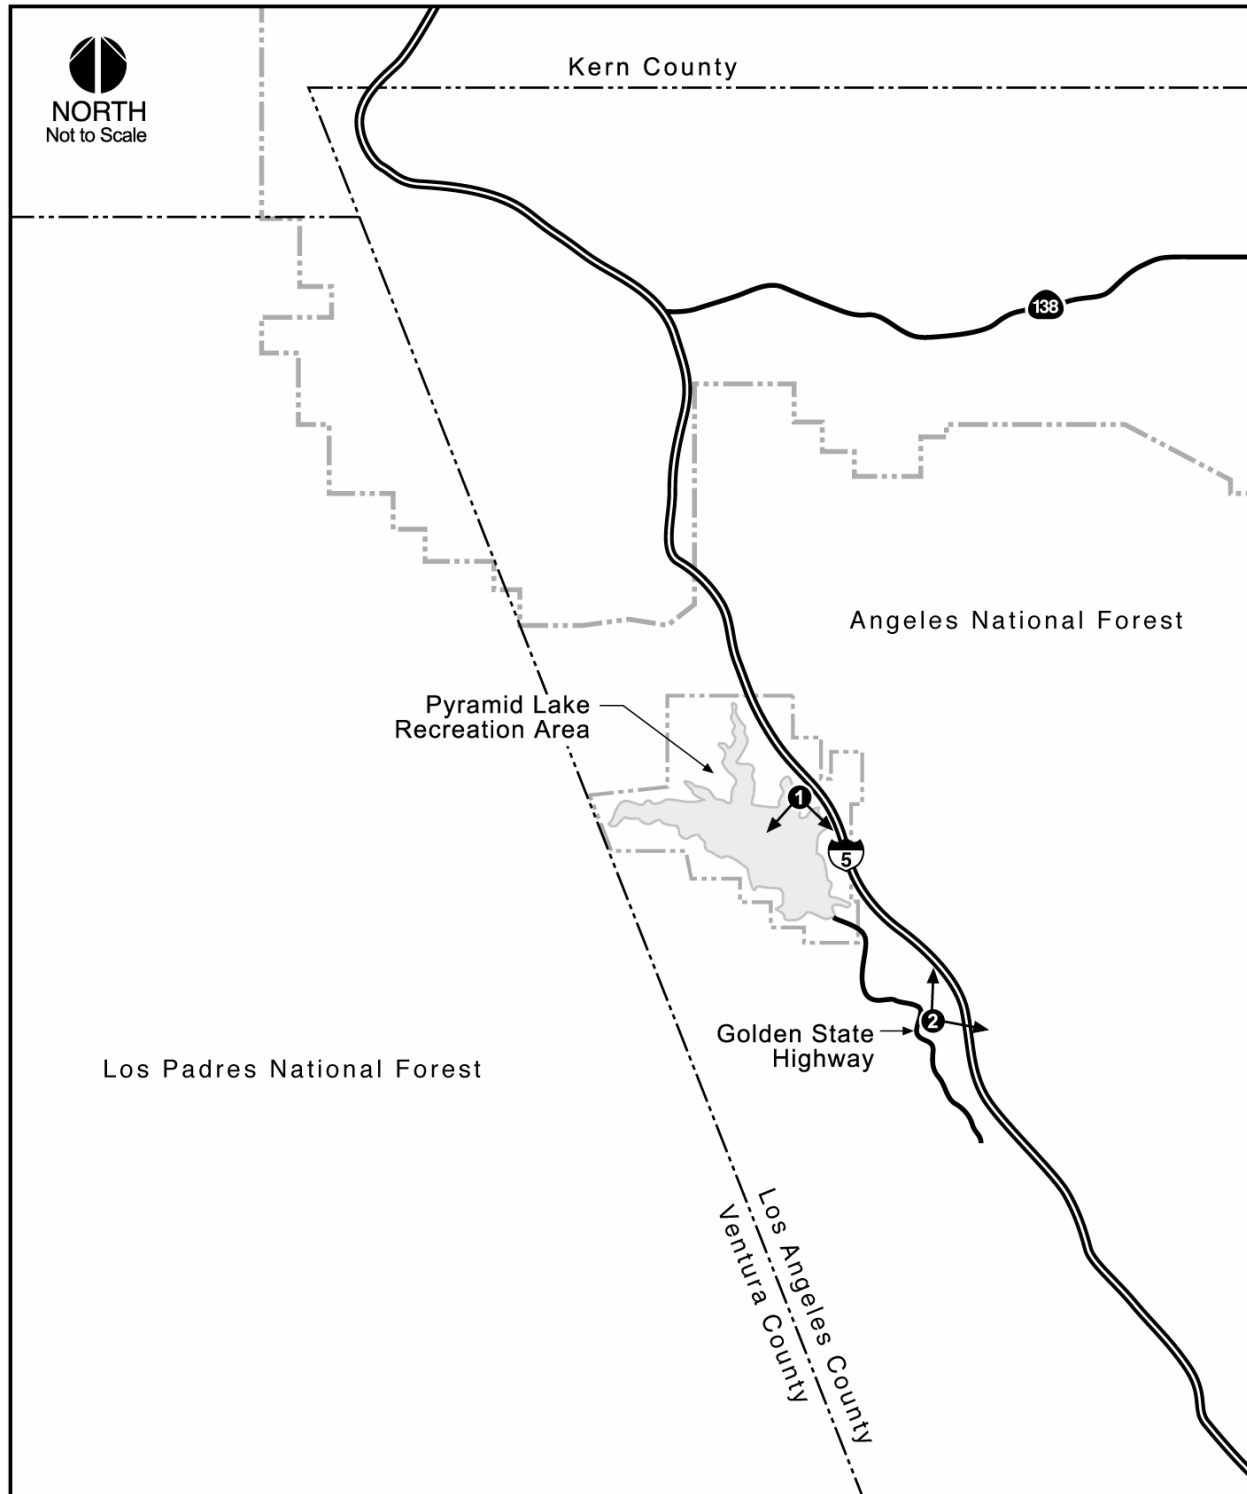 Kern County
NORTH
Not to Scale
138
Angeles National Forest
Pyramid Lake
Recreation Area
1
5
2
Golden State
Highway
Los Padres National Forest
Los Angeles County
Ventura County